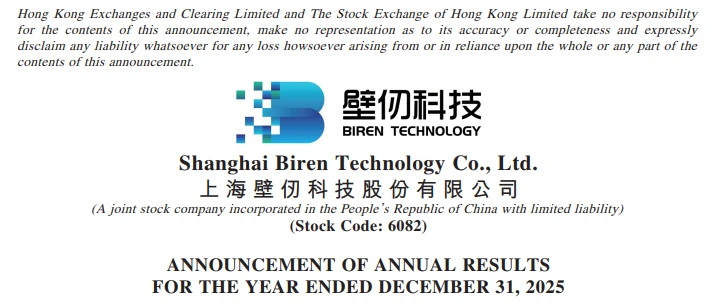 Hong Kong Exchanges and Clearing Limited and The Stock Exchange of Hong Kong Limited take no responsibility
for the contents of this announcement, make no representation as to its accuracy or completeness and expressly
disclaim any liability whatsoever for any loss howsoever arising from or in reliance upon the whole or any part of the
contents of this announcement.
壁仞科技
BIREN TECHNOLOGY
Shanghai Biren Technology Co., Ltd.
上海壁仞科技股份有限公司
(A joint stock company incorporated in the People's Republic of China with limited liability)
(Stock Code: 6082)
ANNOUNCEMENT OF ANNUAL RESULTS
FOR THE YEAR ENDED DECEMBER 31, 2025